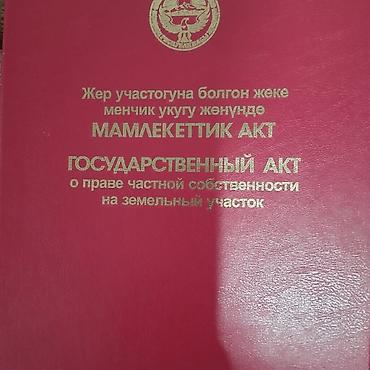 Жер участогуна болгон жеке
менчик укугу жөнүндө
МАМЛЕКЕТТИК АКТ
ГОСУДАРСТВЕННЫЙ АКТ
о праве частной собственности
на земельный участок